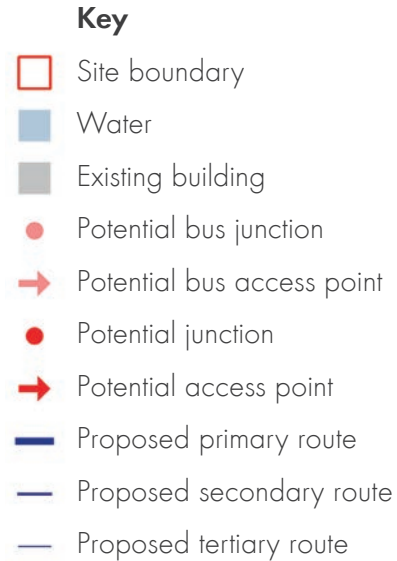 Key
Site boundary
Water
Existing building
Potential bus junction
Potential bus access point
Potential junction
Potential access point
Proposed primary route
Proposed secondary route
Proposed tertiary route